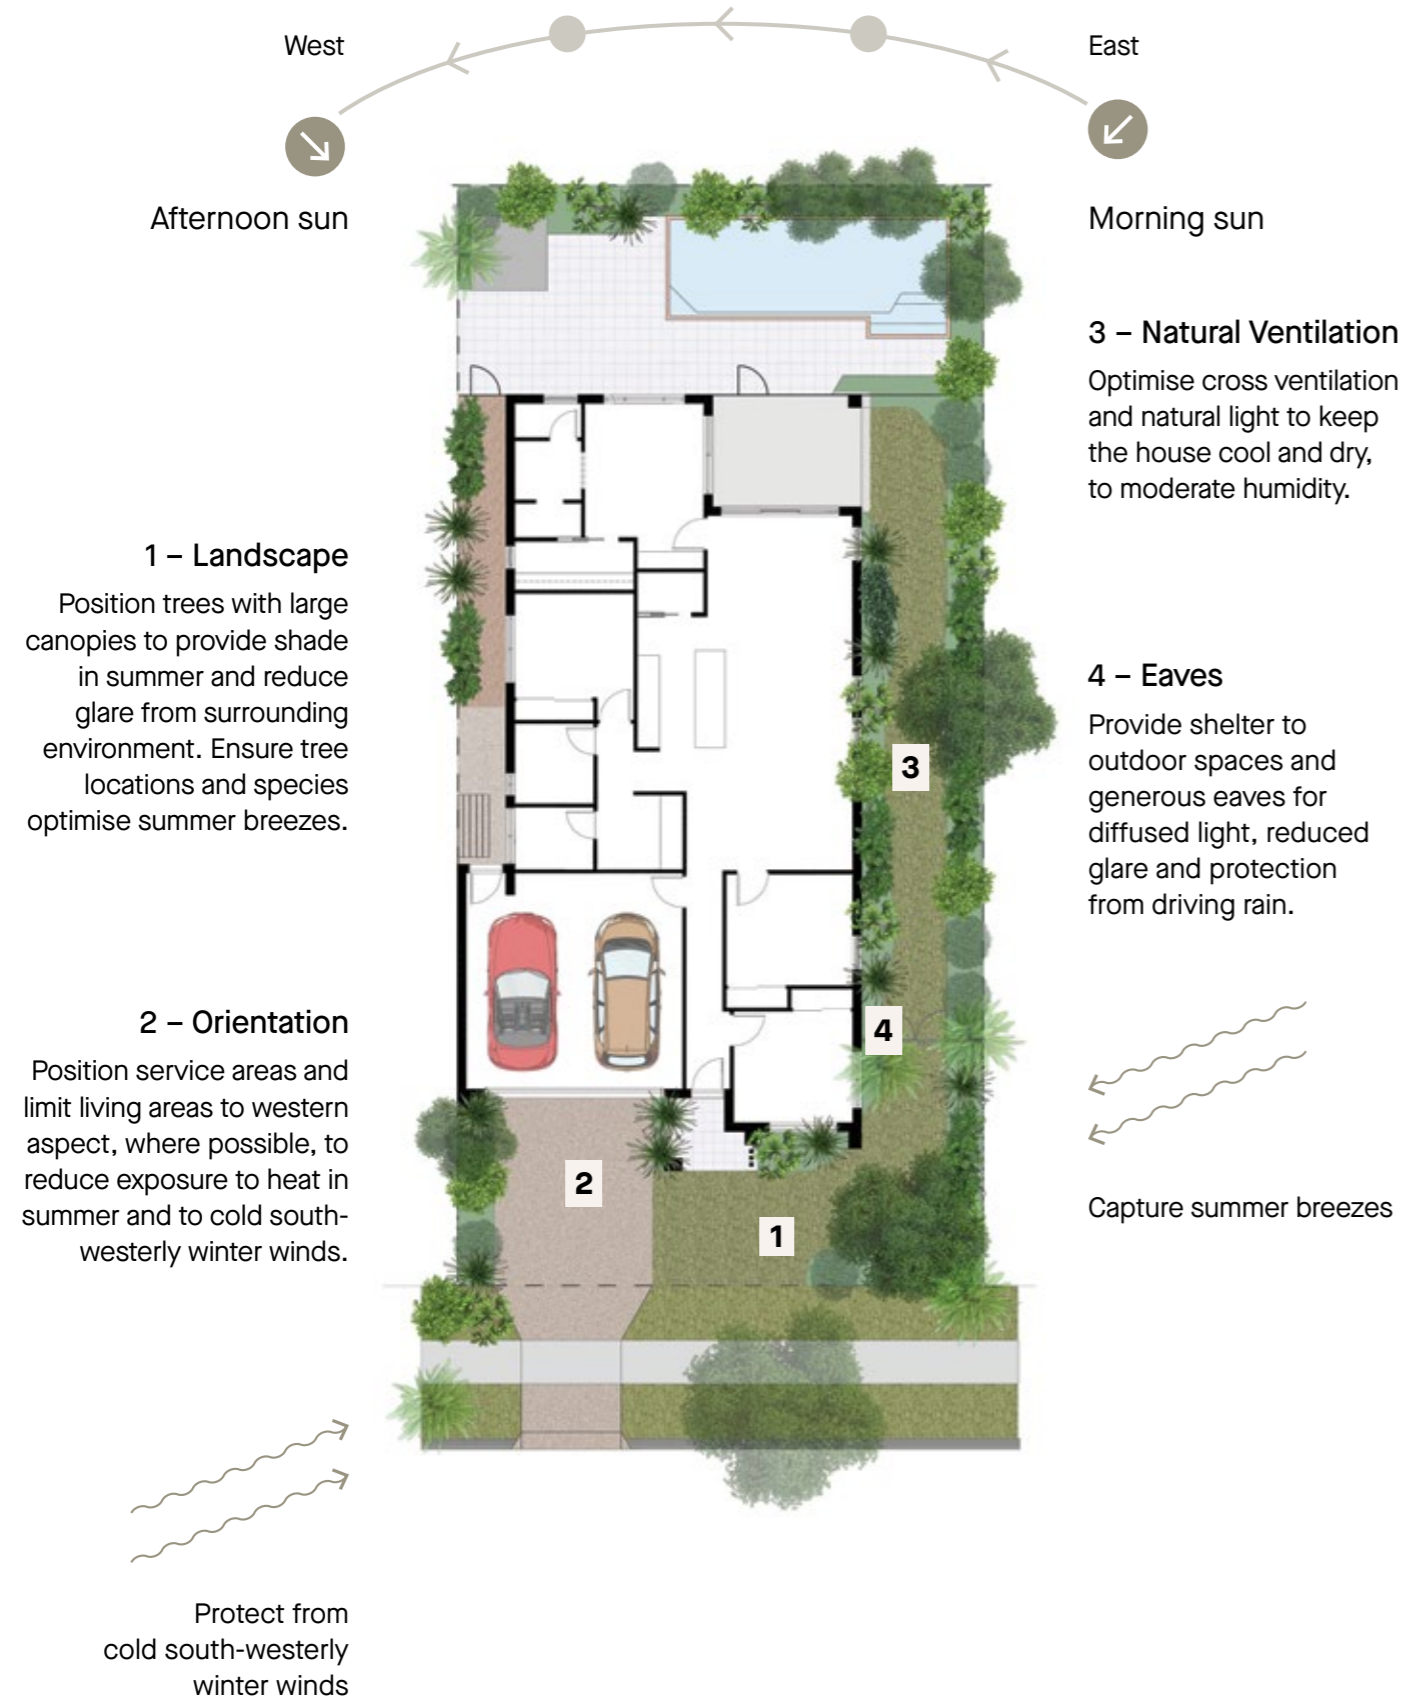 West
East
Afternoon sun
Morning sun
3 – Natural Ventilation
Optimise cross ventilation
and natural light to keep
the house cool and dry,
to moderate humidity.
1 – Landscape
Position trees with large
canopies to provide shade
in summer and reduce
glare from surrounding
environment. Ensure tree
locations and species
optimise summer breezes.
4 – Eaves
Provide shelter to
outdoor spaces and
generous eaves for
diffused light, reduced
glare and protection
from driving rain.
3
4
2 – Orientation
Position service areas and
limit living areas to western
aspect, where possible, to
reduce exposure to heat in
summer and to cold south-
westerly winter winds.
2
1
Capture summer breezes
Protect from
cold south-westerly
winter winds